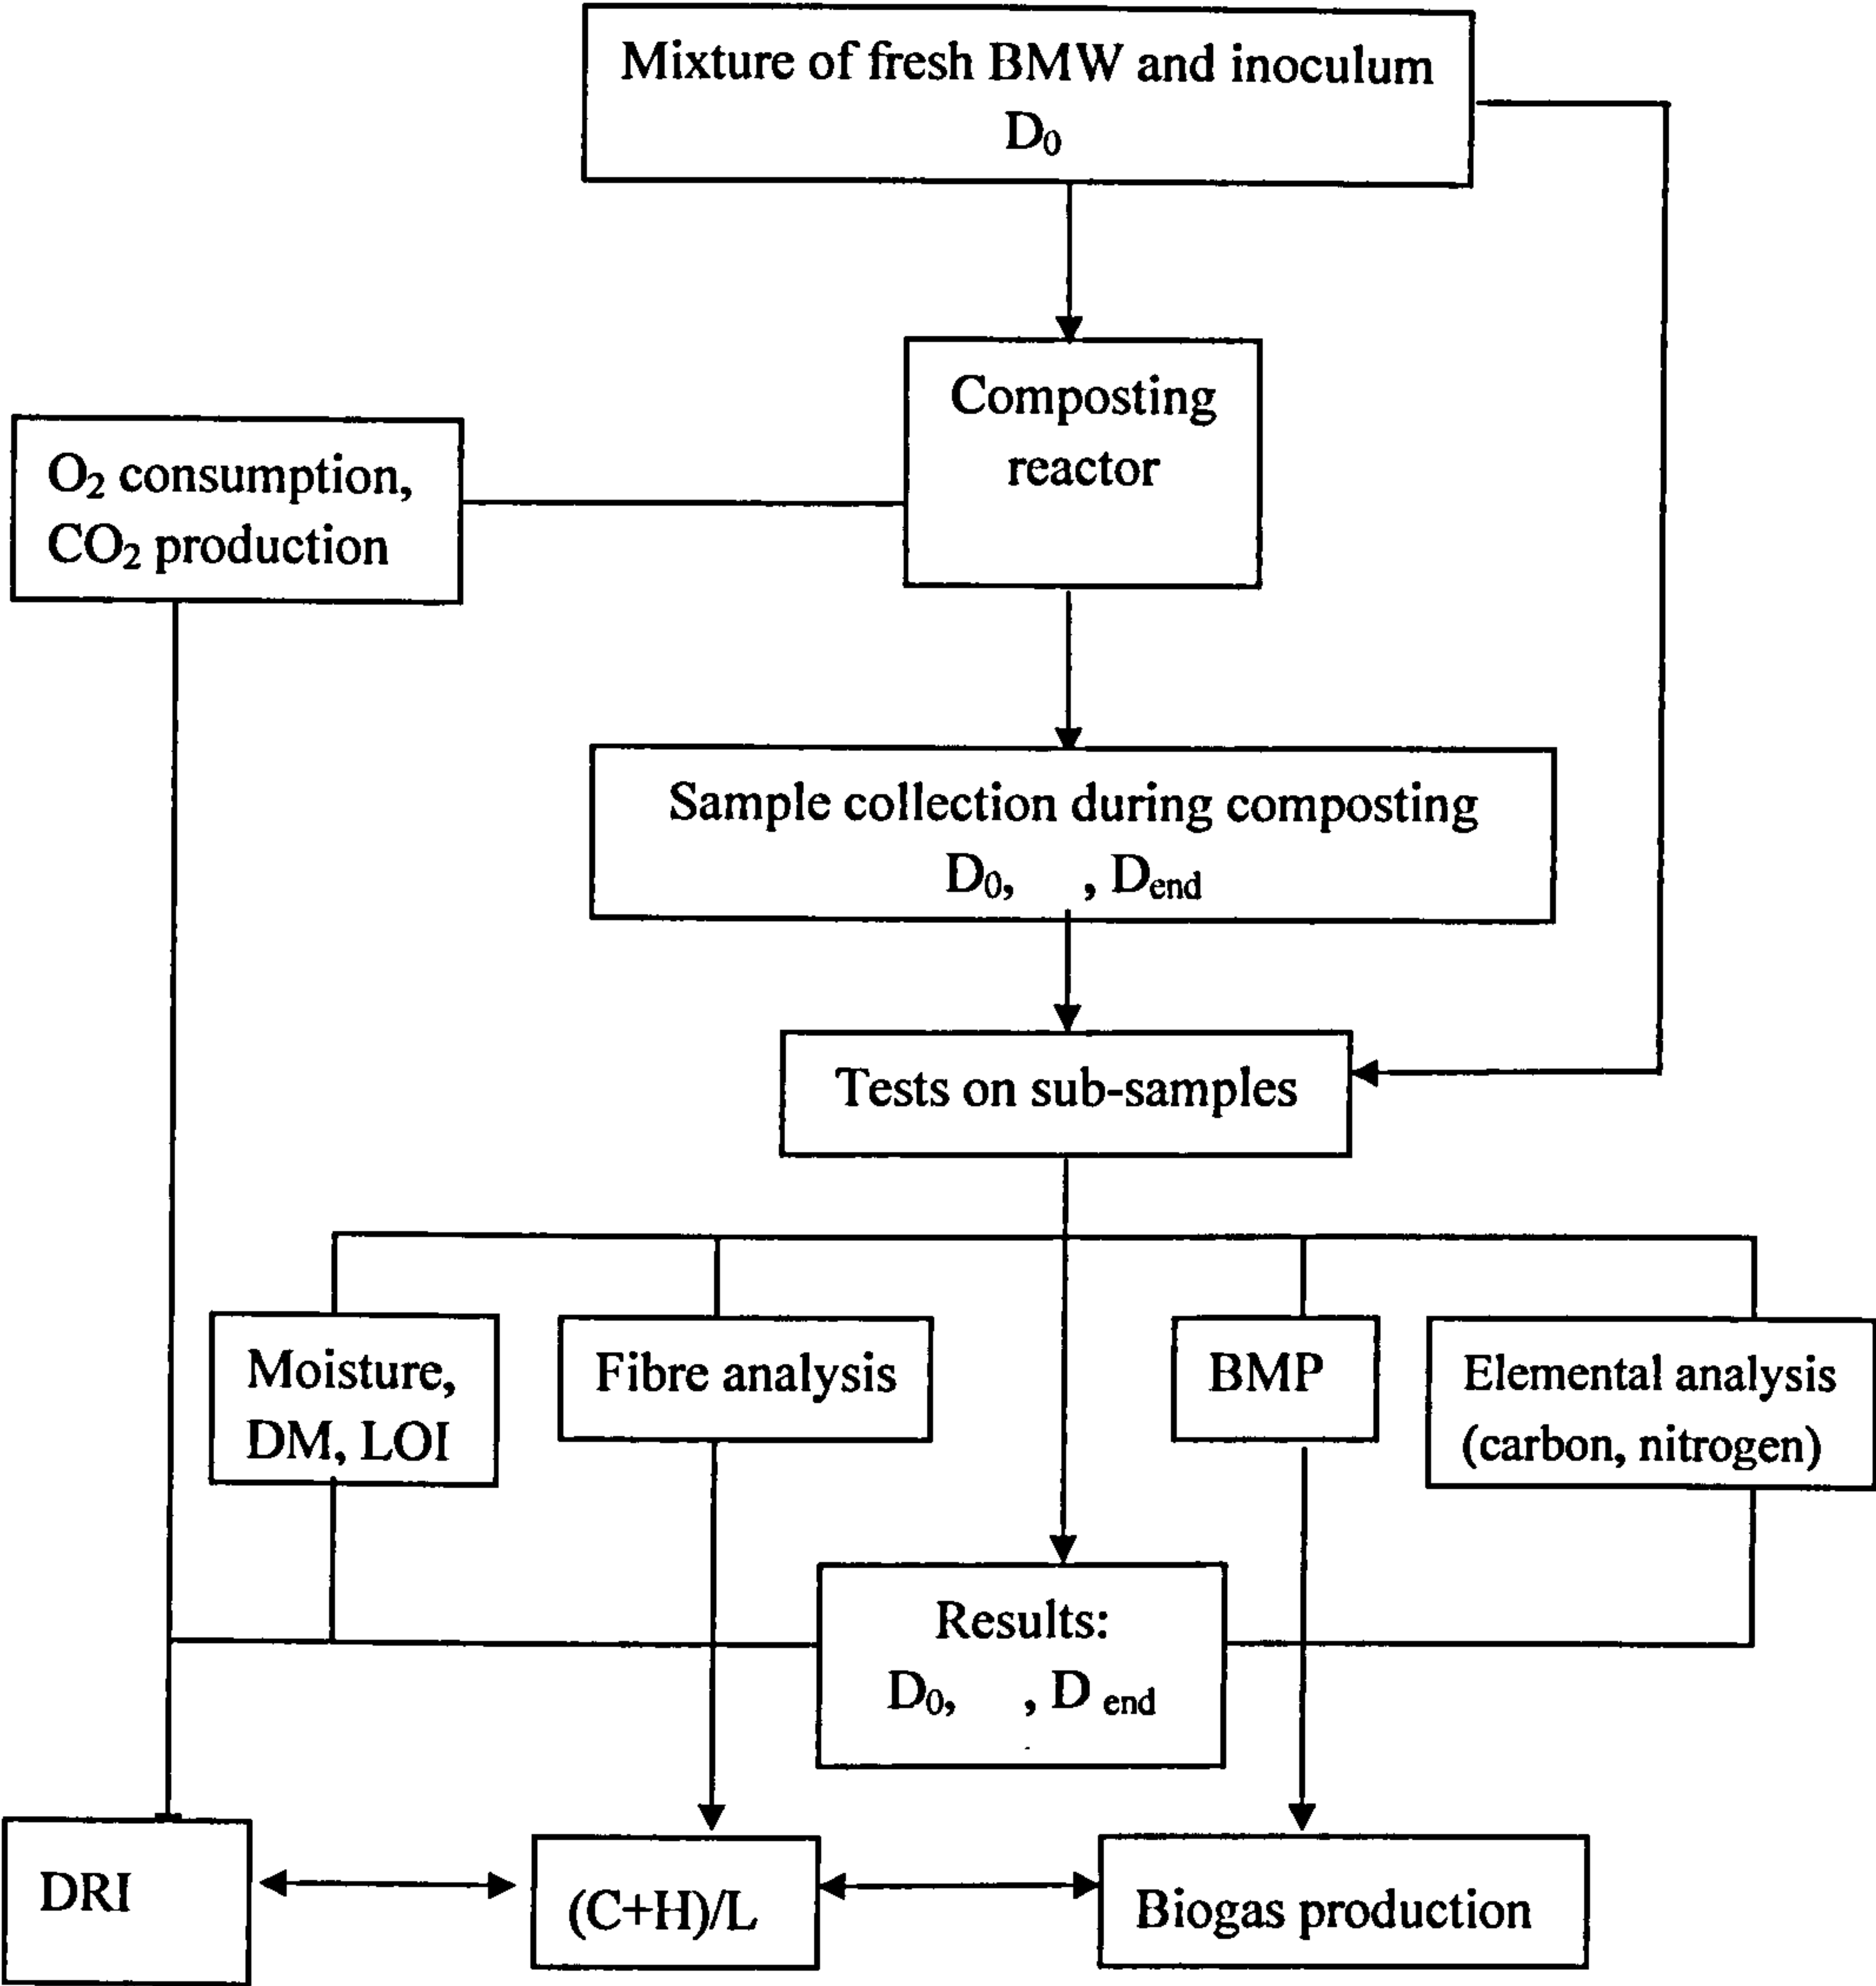 Mixture of fresh BMW and inoculum
D₀
Composting
reactor
O₂ consumption,
CO₂ production
Sample collection during composting
D₀, , Dend
Tests on sub-samples
Moisture,
DM, LOI
Fibre analysis
BMP
Elemental analysis
(carbon, nitrogen)
Results:
D₀, , D end
DRI
(C+H)/L
Biogas production